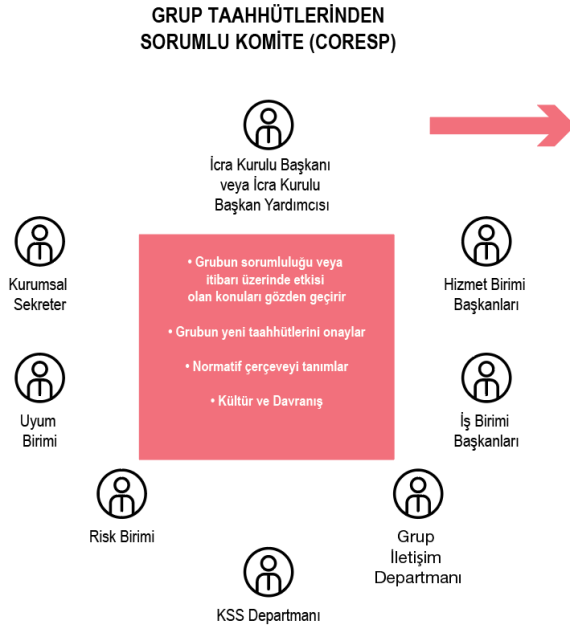 GRUP TAAHHÜTLERİNDEN
SORUMLU KOMİTE (CORESP)
İcra Kurulu Başkanı
veya İcra Kurulu
Başkan Yardımcısı
Kurumsal
Sekreter
• Grubun sorumluluğu veya
itibarı üzerinde etkisi
olan konuları gözden geçirir
• Grubun yeni taahhütlerini onaylar
• Normatif çerçeveyi tanımlar
• Kültür ve Davranış
Hizmet Birimi
Başkanları
Uyum
Birimi
İş Birimi
Başkanları
Risk Birimi
Grup
İletişim
Departmanı
KSS Departmanı